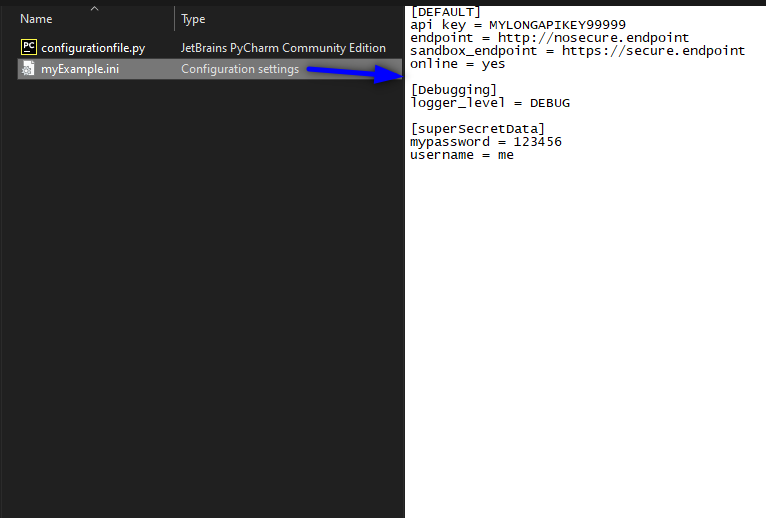 Name Type
PC configurationfile.py JetBrains PyCharm Community Edition
myExample.ini Configuration settings
[DEFAULT]
api key = MYLONGAPIKEY99999
endpoint = http://nosecure.endpoint
sandbox_endpoint = https://secure.endpoint
online = yes
[Debugging]
logger_level = DEBUG
[superSecretData]
mypassword = 123456
username = me